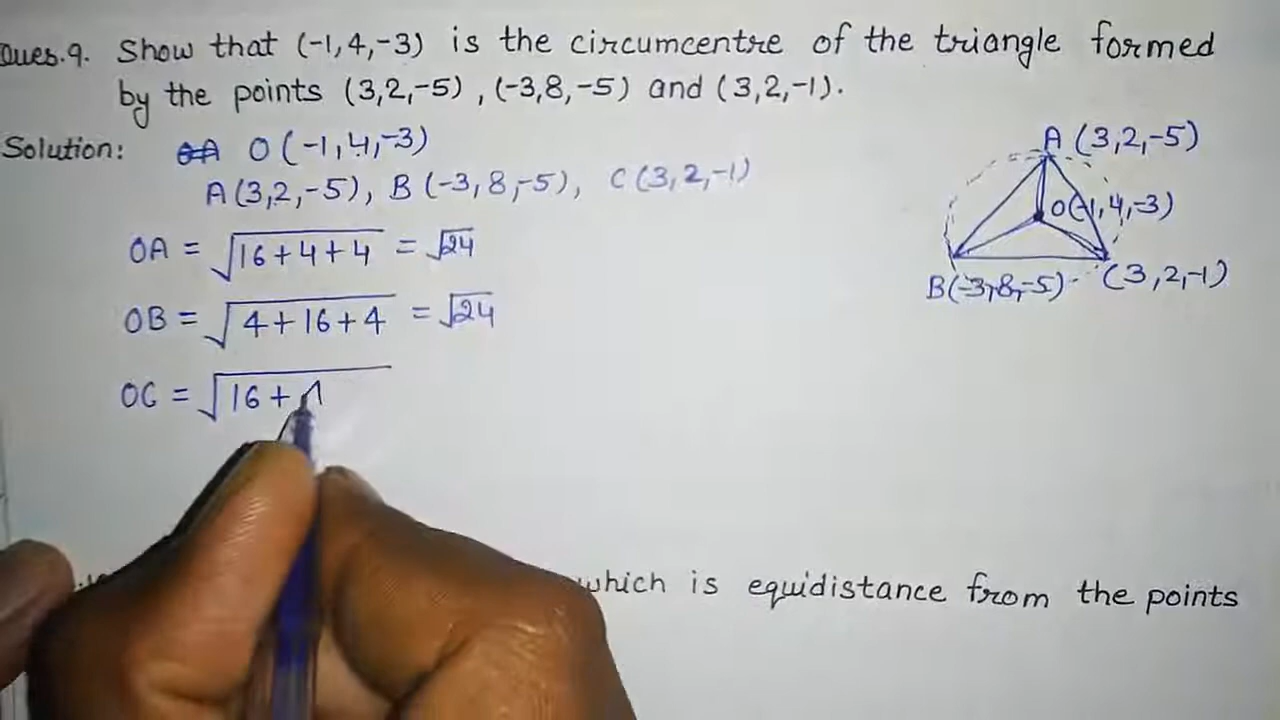 Ques.9. Show that (-1,4,-3) is the circumcentre of the triangle formed
by the points (3,2,-5), (-3,8,-5) and (3,2,-1).
Solution: O(-1,4,-3)
A(3,2,-5), B(-3,8,-5), C(3,2,-1)
OA = √16+4+4 = √24
OB = √4+16+4 = √24
OC = √16+
A(3,2,-5)
O(-1,4,-3)
B(-3,8,-5)
C(3,2,-1)
which is equidistance from the points